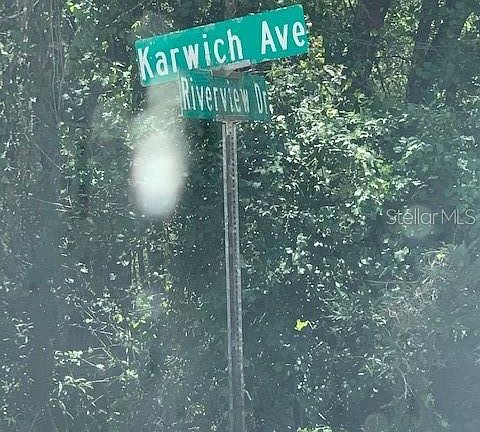 Karwich Ave
Riverview Dr
Stellar MLS